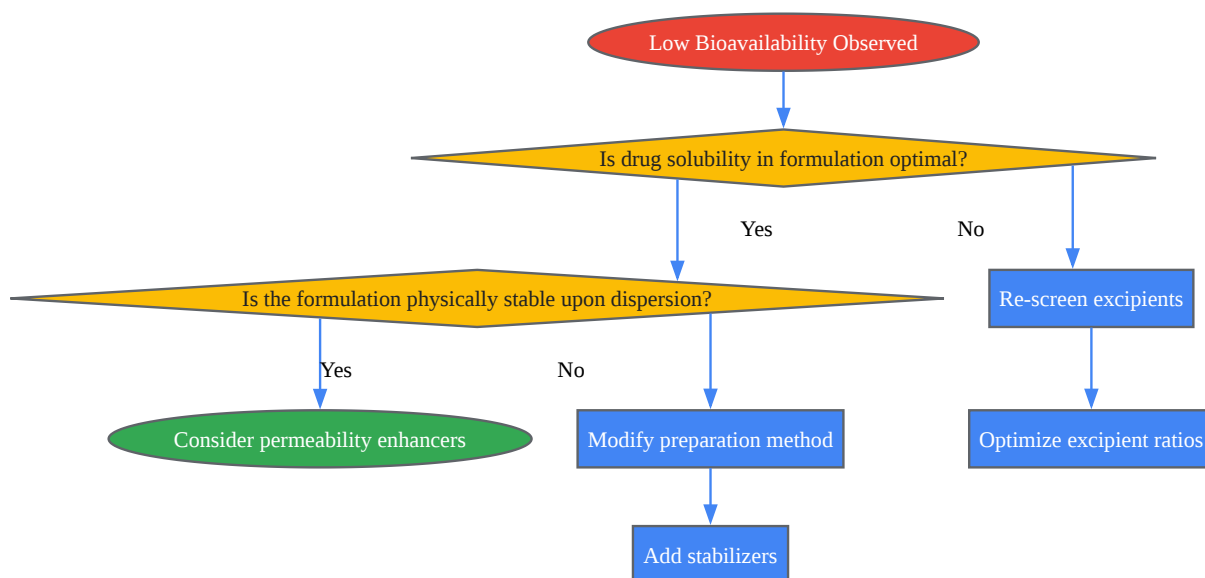 Low Bioavailability Observed
Is drug solubility in formulation optimal?
Yes
No
Is the formulation physically stable upon dispersion?
Re-screen excipients
Yes
No
Consider permeability enhancers
Modify preparation method
Optimize excipient ratios
Add stabilizers